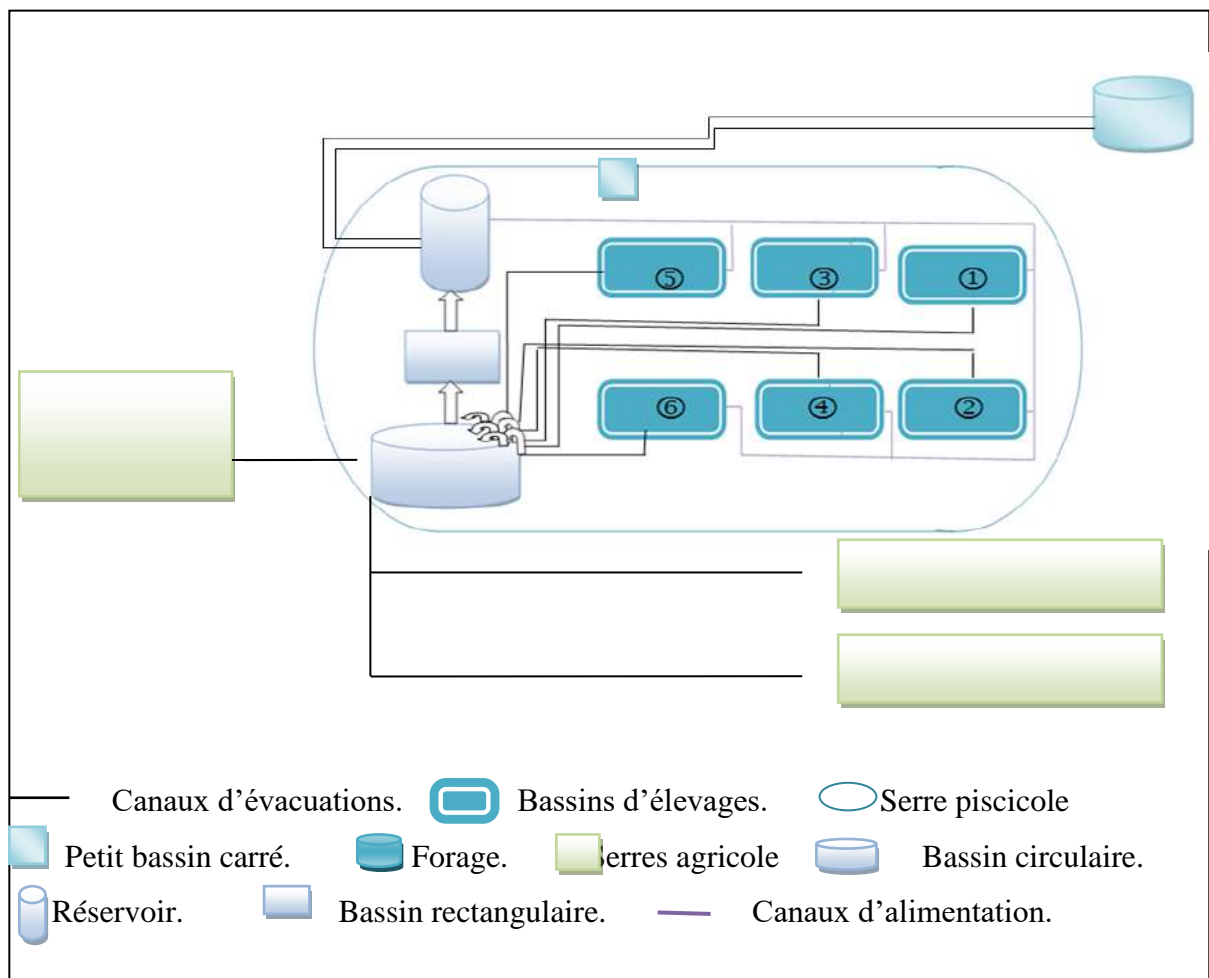 ⑤ ③ ①
⑥ ④ ②
Canaux d’évacuations. Bassins d’élevages. Serre piscicole
Petit bassin carré. Forage. Serres agricole Bassin circulaire.
Réservoir. Bassin rectangulaire. Canaux d’alimentation.